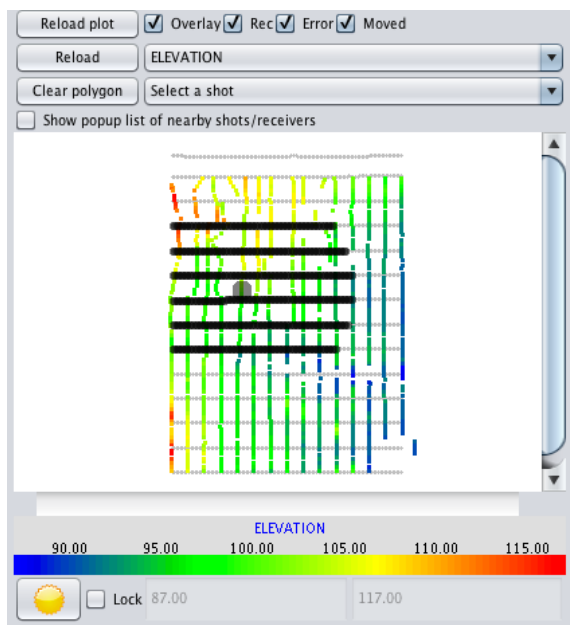 Reload plot Overlay Rec Error Moved
Reload ELEVATION
Clear polygon Select a shot
Show popup list of nearby shots/receivers
ELEVATION
90.00 95.00 100.00 105.00 110.00 115.00
Lock 87.00 117.00